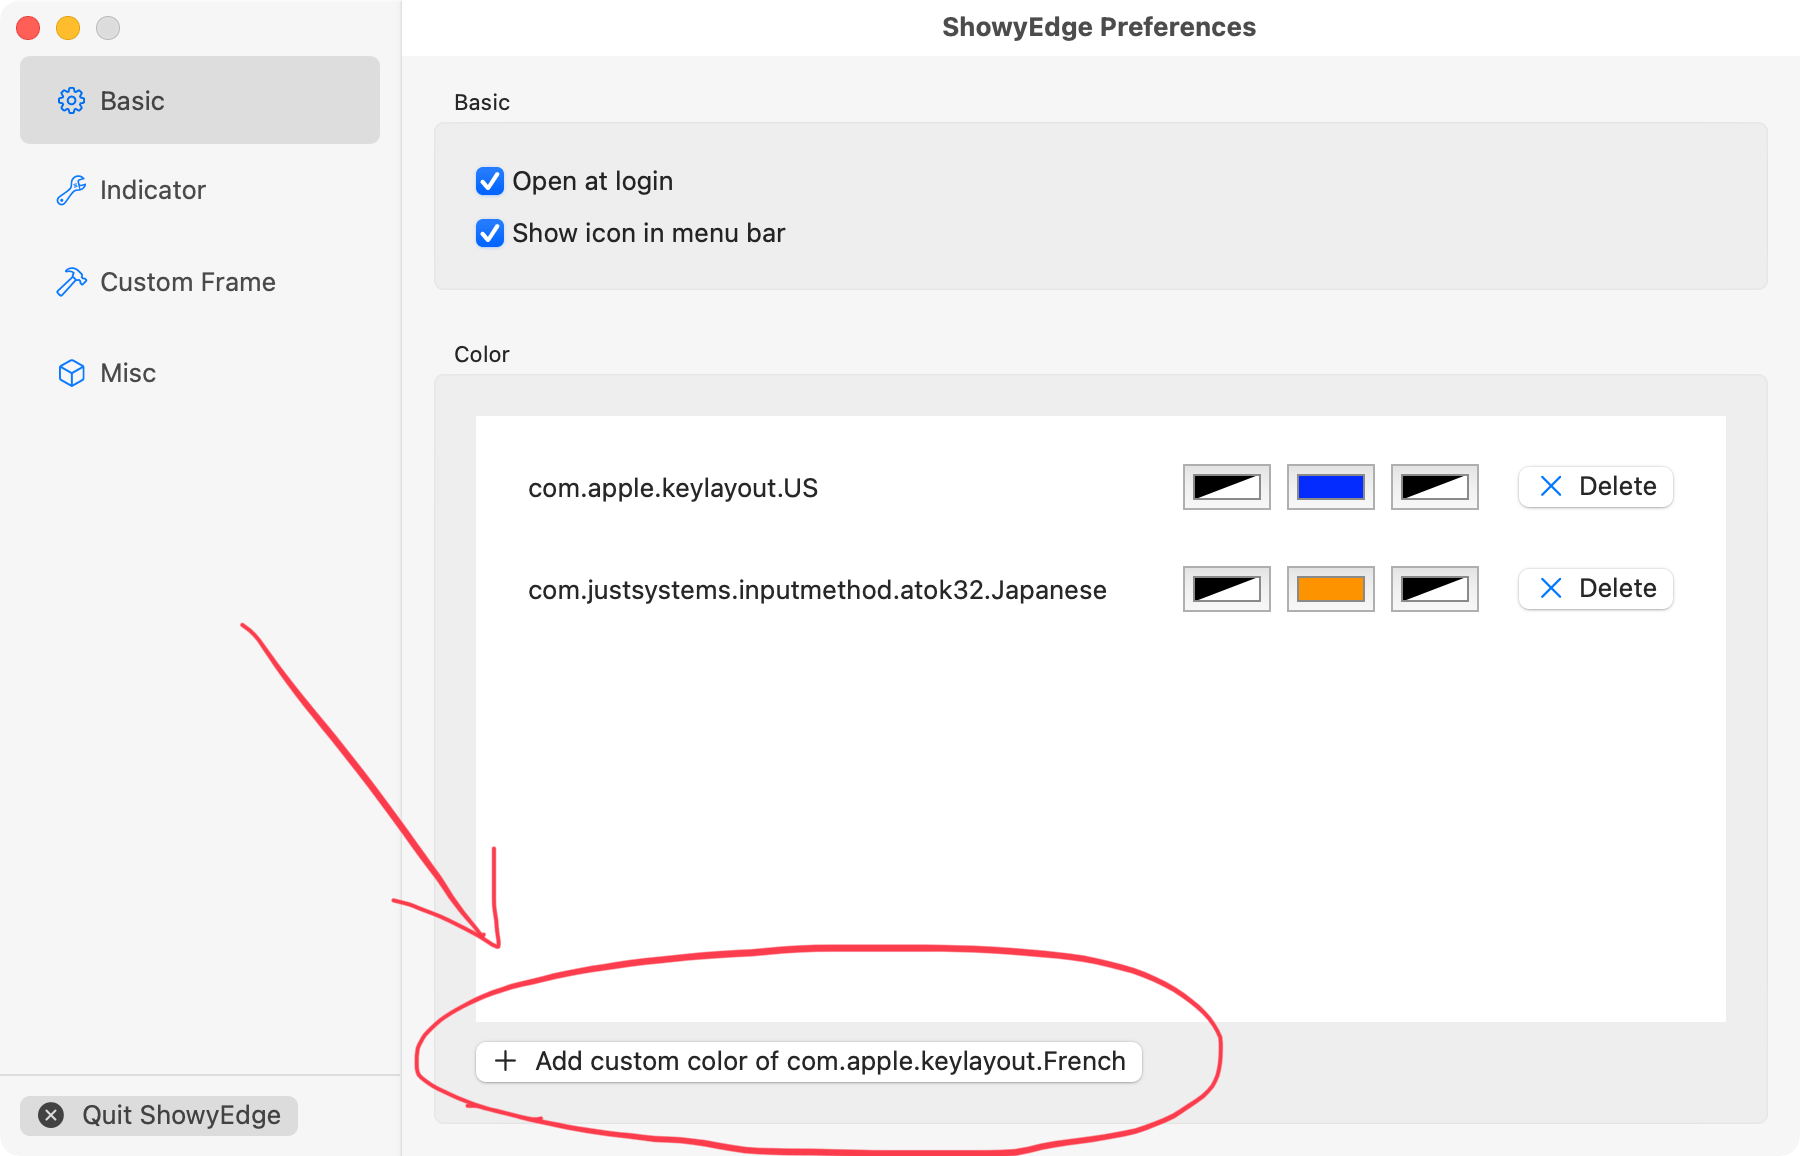 ShowyEdge Preferences
Basic
Indicator
Custom Frame
Misc
Quit ShowyEdge
Basic
Open at login
Show icon in menu bar
Color
com.apple.keylayout.US Delete
com.justsystems.inputmethod.atok32.Japanese Delete
Add custom color of com.apple.keylayout.French